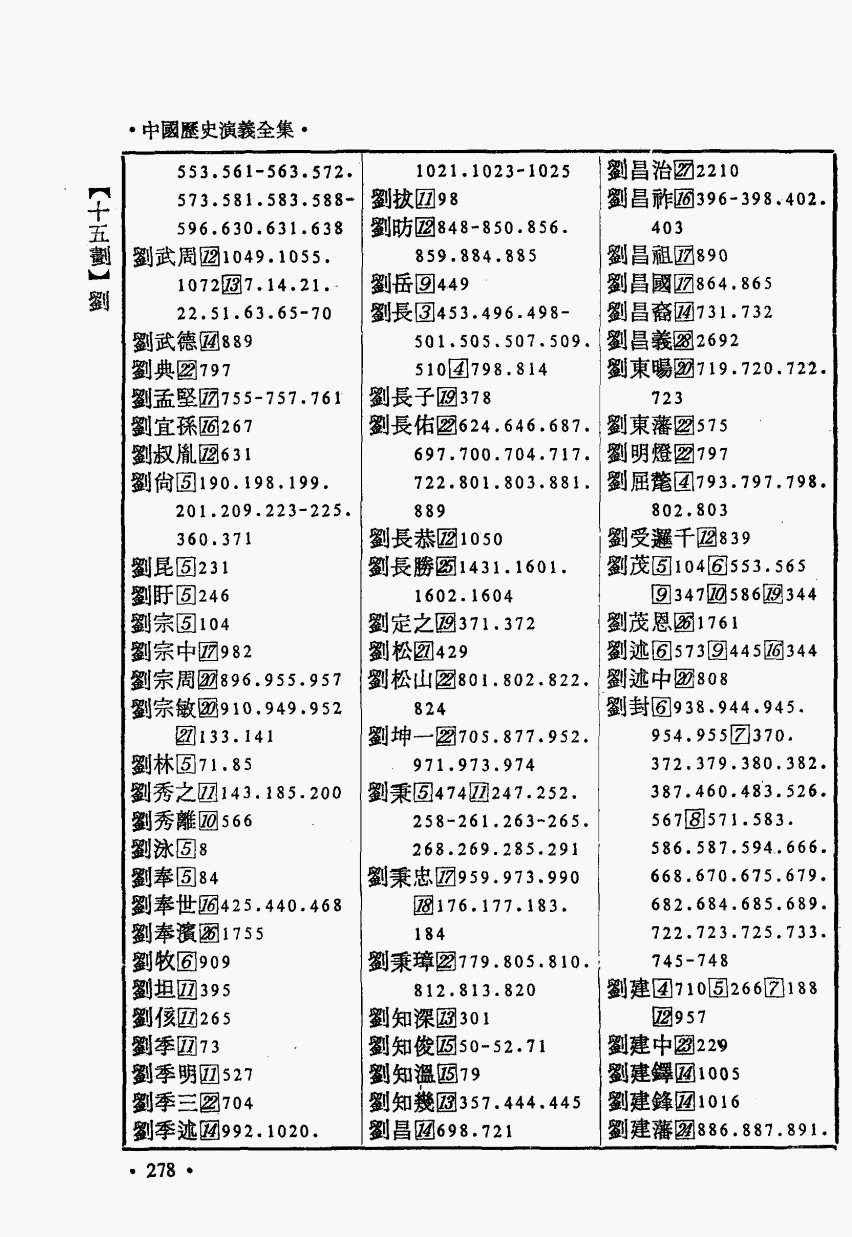 •中國歷史演義全集•
【十五劃】劉
553.561-563.572.
573.581.583.588-
596.630.631.638
劉武周12 1049.1055.
1072 13 7.14.21.
22.51.63.65-70
劉武德14 889
劉典22 797
劉孟堅17 755-757.761
劉宜孫16 267
劉叔胤12 631
劉尙5 190.198.199.
201.209.223-225.
360.371
劉昆5 231
劉盱5 246
劉宗5 104
劉宗中17 982
劉宗周20 896.955.957
劉宗敏20 910.949.952
21 133.141
劉林5 71.85
劉秀之11 143.185.200
劉秀離10 566
劉泳5 8
劉奉5 84
劉奉世16 425.440.468
劉奉濱26 1755
劉牧6 909
劉坦11 395
劉侅11 265
劉季11 73
劉季明11 527
劉季三22 704
劉季述14 992.1020.
1021.1023-1025
劉拔11 98
劉昉12 848-850.856.
859.884.885
劉岳9 449
劉長3 453.496.498-
501.505.507.509.
510 4 798.814
劉長子19 378
劉長佑22 624.646.687.
697.700.704.717.
722.801.803.881.
889
劉長恭12 1050
劉長勝25 1431.1601.
1602.1604
劉定之19 371.372
劉松21 429
劉松山22 801.802.822.
824
劉坤一22 705.877.952.
971.973.974
劉秉5 474 11 247.252.
258-261.263-265.
268.269.285.291
劉秉忠17 959.973.990
18 176.177.183.
184
劉秉璋22 779.805.810.
812.813.820
劉知深13 301
劉知俊15 50-52.71
劉知溫15 79
劉知幾13 357.444.445
劉昌14 698.721
劉昌治27 2210
劉昌祚16 396-398.402.
403
劉昌祖17 890
劉昌國17 864.865
劉昌裔14 731.732
劉昌義28 2692
劉東暘20 719.720.722.
723
劉東藩22 575
劉明燈22 797
劉屈氂4 793.797.798.
802.803
劉受邏千12 839
劉茂5 104 6 553.565
9 347 10 586 19 344
劉茂恩26 1761
劉述6 573 9 445 16 344
劉述中20 808
劉封6 938.944.945.
954.955 7 370.
372.379.380.382.
387.460.483.526.
567 8 571.583.
586.587.594.666.
668.670.675.679.
682.684.685.689.
722.723.725.733.
745-748
劉建4 710 5 266 7 188
12 957
劉建中23 229
劉建鐸14 1005
劉建鋒14 1016
劉建藩24 886.887.891.
•278•